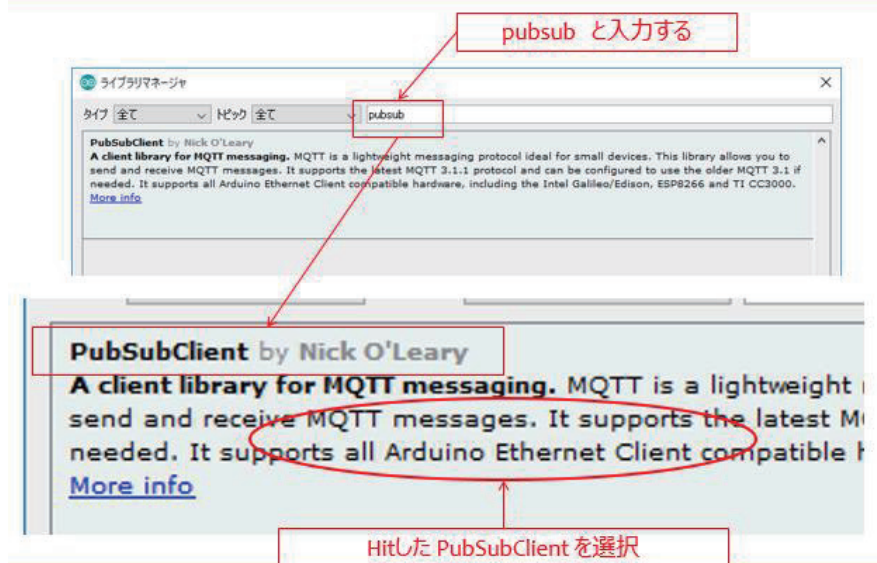 pubsub と入力する
ライブラリマネージャ
タイプ 全て トピック 全て pubsub
PubSubClient by Nick O'Leary
A client library for MQTT messaging. MQTT is a lightweight messaging protocol ideal for small devices. This library allows you to
send and receive MQTT messages. It supports the latest MQTT 3.1.1 protocol and can be configured to use the older MQTT 3.1 if
needed. It supports all Arduino Ethernet Client compatible hardware, including the Intel Galileo/Edison, ESP8266 and TI CC3000.
More info
PubSubClient by Nick O'Leary
A client library for MQTT messaging. MQTT is a lightweight
send and receive MQTT messages. It supports the latest
needed. It supports all Arduino Ethernet Client compatible
More info
Hitした PubSubClient を選択